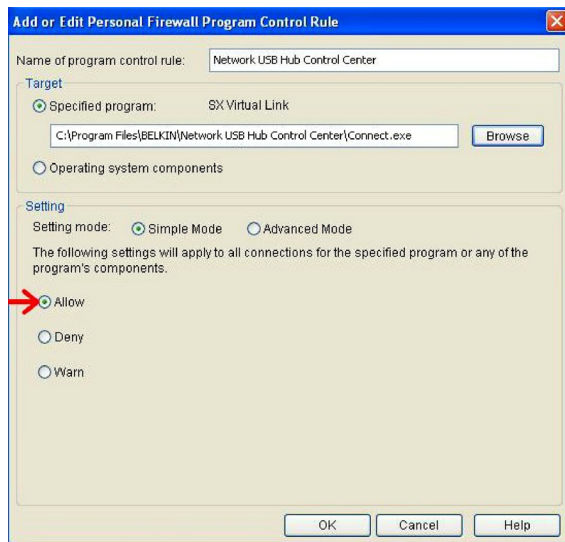 Add or Edit Personal Firewall Program Control Rule
Name of program control rule: Network USB Hub Control Center
Target
Specified program: SX Virtual Link
C:\Program Files\BELKIN\Network USB Hub Control Center\Connect.exe Browse
Operating system components
Setting
Setting mode: Simple Mode Advanced Mode
The following settings will apply to all connections for the specified program or any of the
program's components.
Allow
Deny
Warn
OK Cancel Help